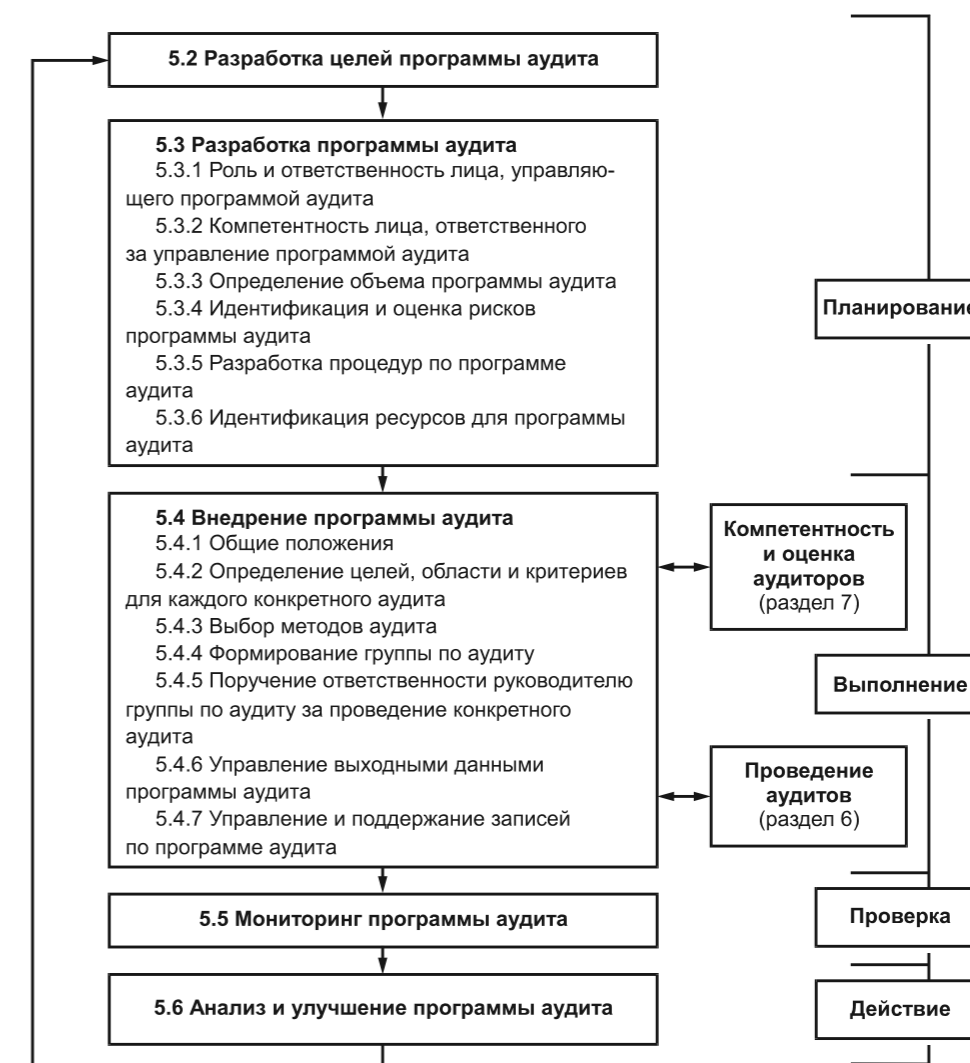 5.2 Разработка целей программы аудита
5.3 Разработка программы аудита
5.3.1 Роль и ответственность лица, управляю-
щего программой аудита
5.3.2 Компетентность лица, ответственного
за управление программой аудита
5.3.3 Определение объема программы аудита
5.3.4 Идентификация и оценка рисков
программы аудита
5.3.5 Разработка процедур по программе
аудита
5.3.6 Идентификация ресурсов для программы
аудита
Планирование
5.4 Внедрение программы аудита
5.4.1 Общие положения
5.4.2 Определение целей, области и критериев
для каждого конкретного аудита
5.4.3 Выбор методов аудита
5.4.4 Формирование группы по аудиту
5.4.5 Поручение ответственности руководителю
группы по аудиту за проведение конкретного
аудита
5.4.6 Управление выходными данными
программы аудита
5.4.7 Управление и поддержание записей
по программе аудита
Компетентность
и оценка
аудиторов
(раздел 7)
Выполнение
Проведение
аудитов
(раздел 6)
5.5 Мониторинг программы аудита
Проверка
5.6 Анализ и улучшение программы аудита
Действие